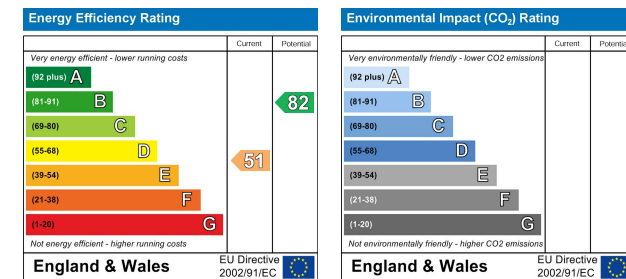 Energy Efficiency Rating
Current Potential
Very energy efficient - lower running costs
(92 plus) A
(81-91) B
82
(69-80) C
(55-68) D
51
(39-54) E
(21-38) F
(1-20) G
Not energy efficient - higher running costs
England & Wales
EU Directive
2002/91/EC
Environmental Impact (CO₂) Rating
Current Potential
Very environmentally friendly - lower CO2 emissions
(92 plus) A
(81-91) B
(69-80) C
(55-68) D
(39-54) E
(21-38) F
(1-20) G
Not environmentally friendly - higher CO2 emissions
England & Wales
EU Directive
2002/91/EC